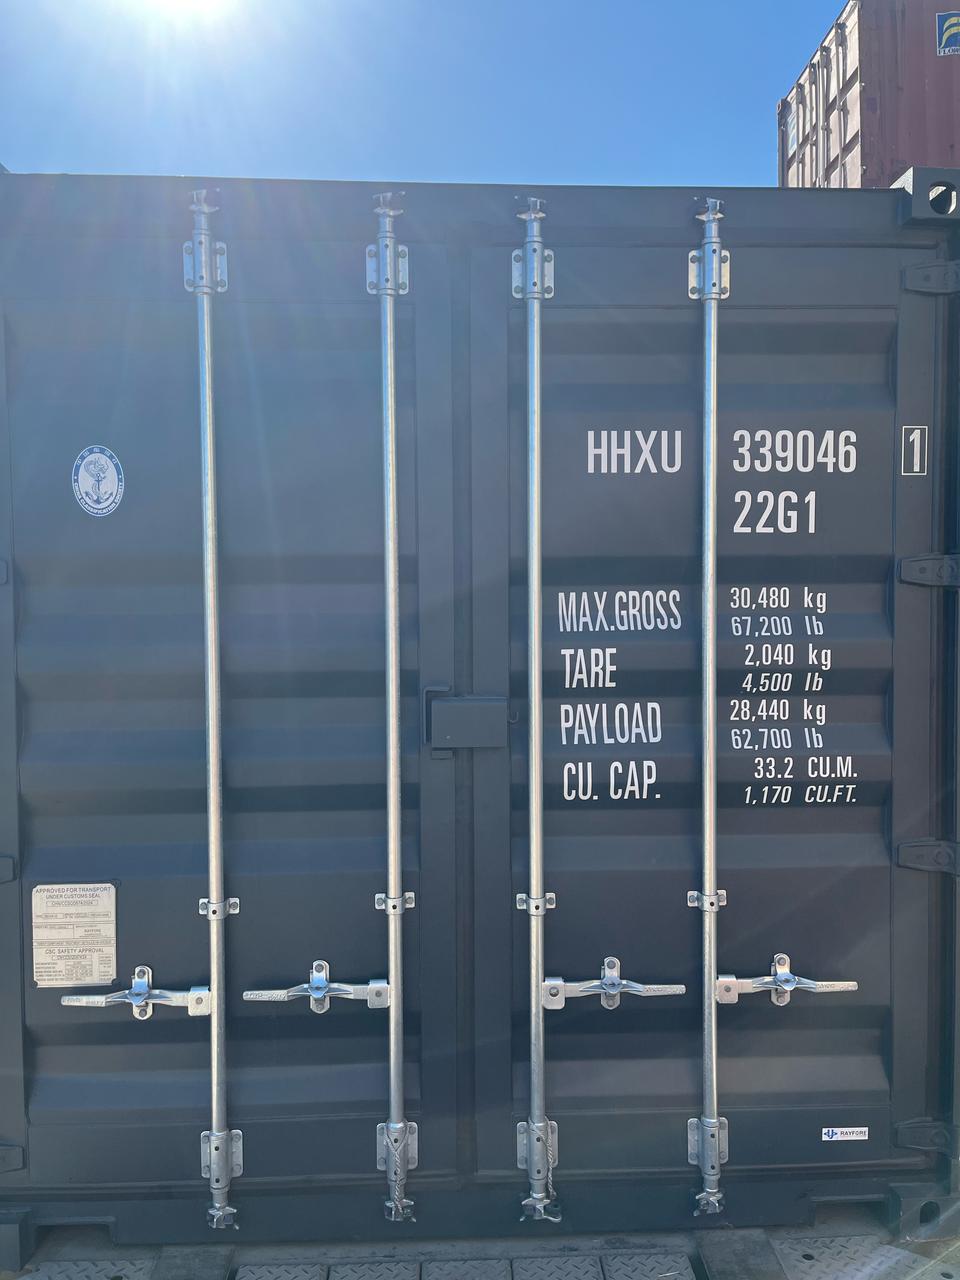 HHXU 339046 1
22G1
MAX.GROSS 30,480 kg
67,200 lb
TARE 2,040 kg
4,500 lb
PAYLOAD 28,440 kg
62,700 lb
CU. CAP. 33.2 CU.M.
1,170 CU.FT.
APPROVED FOR TRANSPORT
UNDER CUSTOMS SEAL
CSC SAFETY APPROVAL
RAYFORE